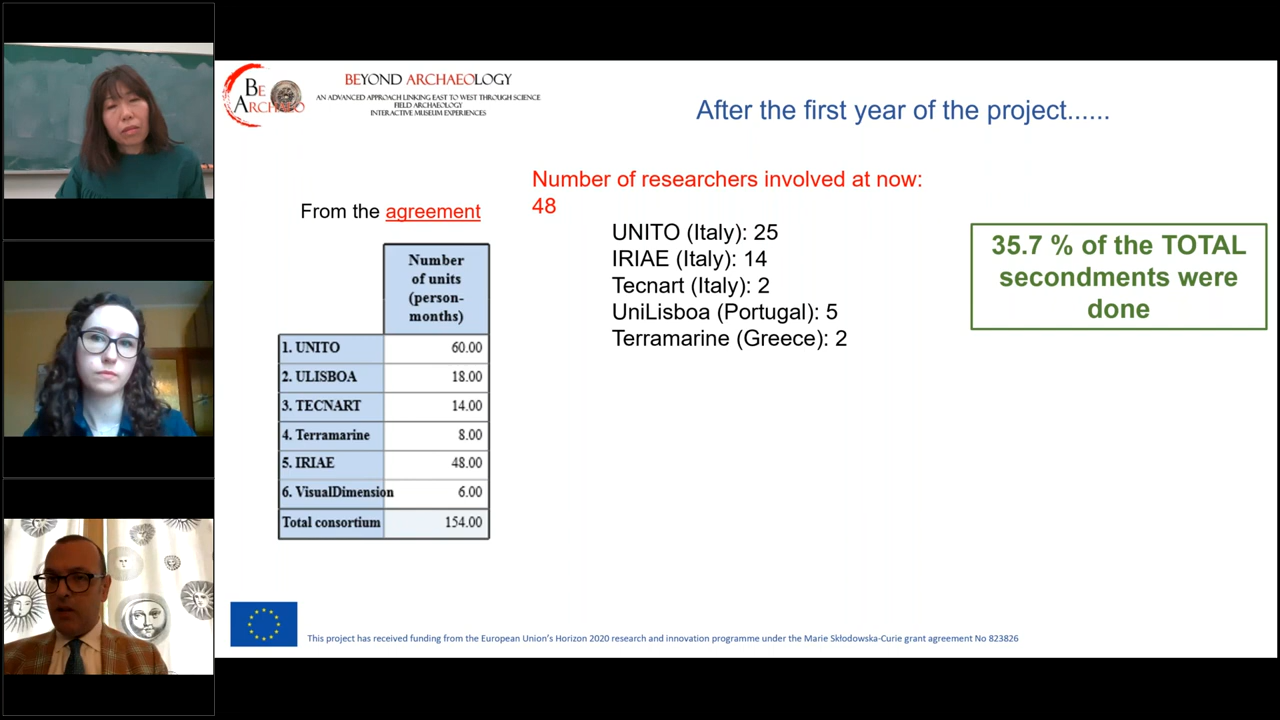 BE
ARCHAEO
BEYOND ARCHAEOLOGY
AN ADVANCED APPROACH LINKING EAST TO WEST THROUGH SCIENCE
FIELD ARCHAEOLOGY
INTERACTIVE MUSEUM EXPERIENCES
After the first year of the project......
Number of researchers involved at now:
48
From the agreement
UNITO (Italy): 25
IRIAE (Italy): 14
Tecnart (Italy): 2
UniLisboa (Portugal): 5
Terramarine (Greece): 2
35.7 % of the TOTAL
secondments were
done
Number
of units
(person-
months)
1. UNITO 60.00
2. ULISBOA 18.00
3. TECNART 14.00
4. Terramarine 8.00
5. IRIAE 48.00
6. VisualDimension 6.00
Total consortium 154.00
This project has received funding from the European Union's Horizon 2020 research and innovation programme under the Marie Skłodowska-Curie grant agreement No 823826